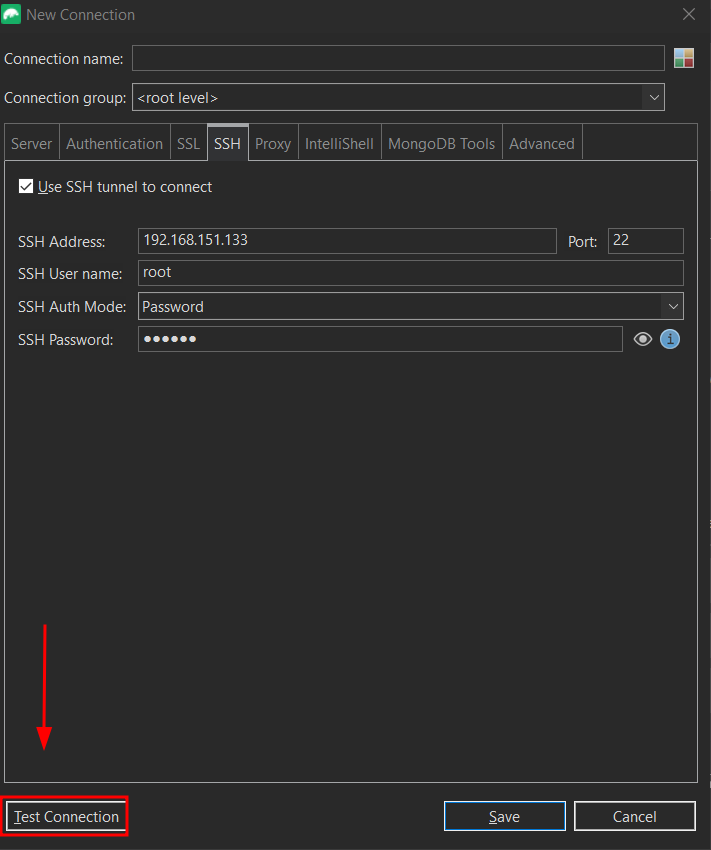 New Connection
Connection name:
Connection group: <root level>
Server Authentication SSL SSH Proxy IntelliShell MongoDB Tools Advanced
Use SSH tunnel to connect
SSH Address: 192.168.151.133 Port: 22
SSH User name: root
SSH Auth Mode: Password
SSH Password: ●●●●●●
Test Connection Save Cancel